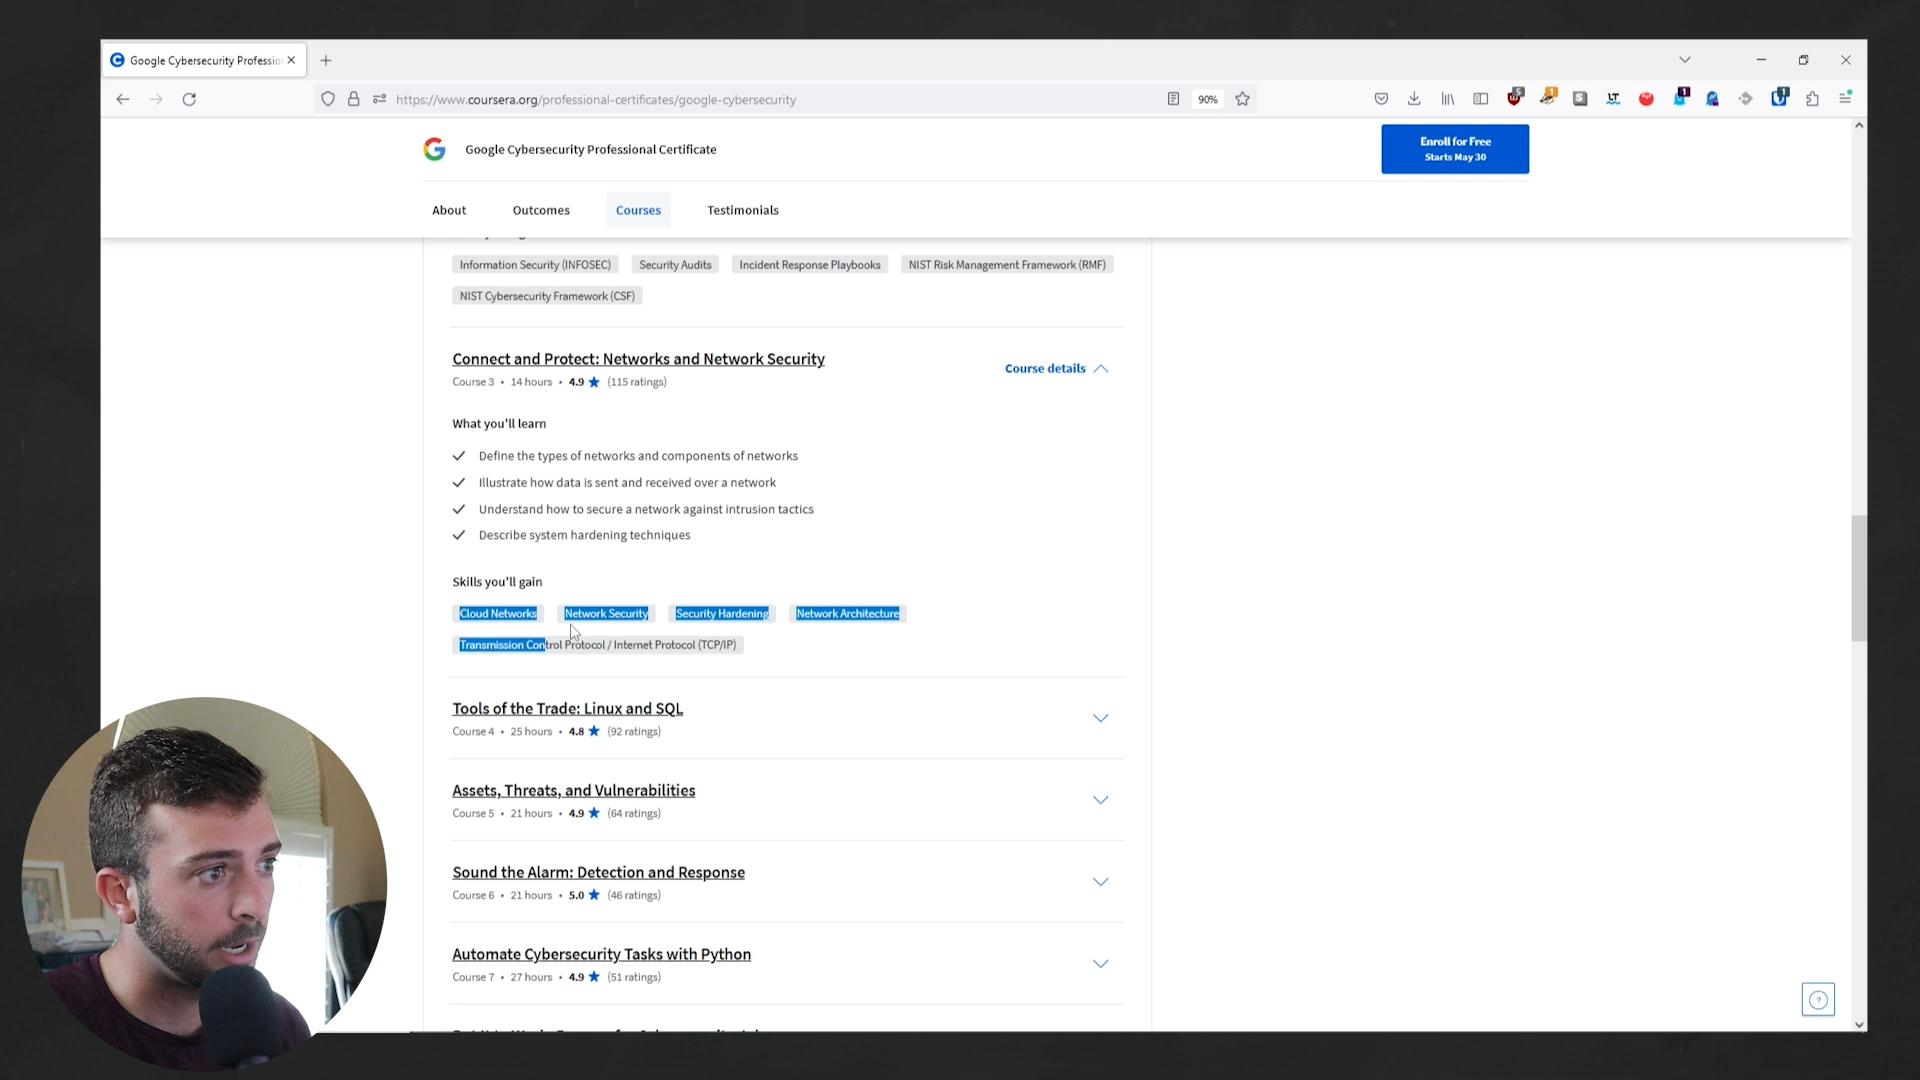 Google Cybersecurity Professio
https://www.coursera.org/professional-certificates/google-cybersecurity
90%
5
1
S
LT
1
1
Google Cybersecurity Professional Certificate
Enroll for Free
Starts May 30
About Outcomes Courses Testimonials
Information Security (INFOSEC) Security Audits Incident Response Playbooks NIST Risk Management Framework (RMF)
NIST Cybersecurity Framework (CSF)
Connect and Protect: Networks and Network Security
Course details
Course 3 • 14 hours • 4.9 ★ (115 ratings)
What you'll learn
Define the types of networks and components of networks
Illustrate how data is sent and received over a network
Understand how to secure a network against intrusion tactics
Describe system hardening techniques
Skills you'll gain
Cloud Networks Network Security Security Hardening Network Architecture
Transmission Control Protocol / Internet Protocol (TCP/IP)
Tools of the Trade: Linux and SQL
Course 4 • 25 hours • 4.8 ★ (92 ratings)
Assets, Threats, and Vulnerabilities
Course 5 • 21 hours • 4.9 ★ (64 ratings)
Sound the Alarm: Detection and Response
Course 6 • 21 hours • 5.0 ★ (46 ratings)
Automate Cybersecurity Tasks with Python
Course 7 • 27 hours • 4.9 ★ (51 ratings)